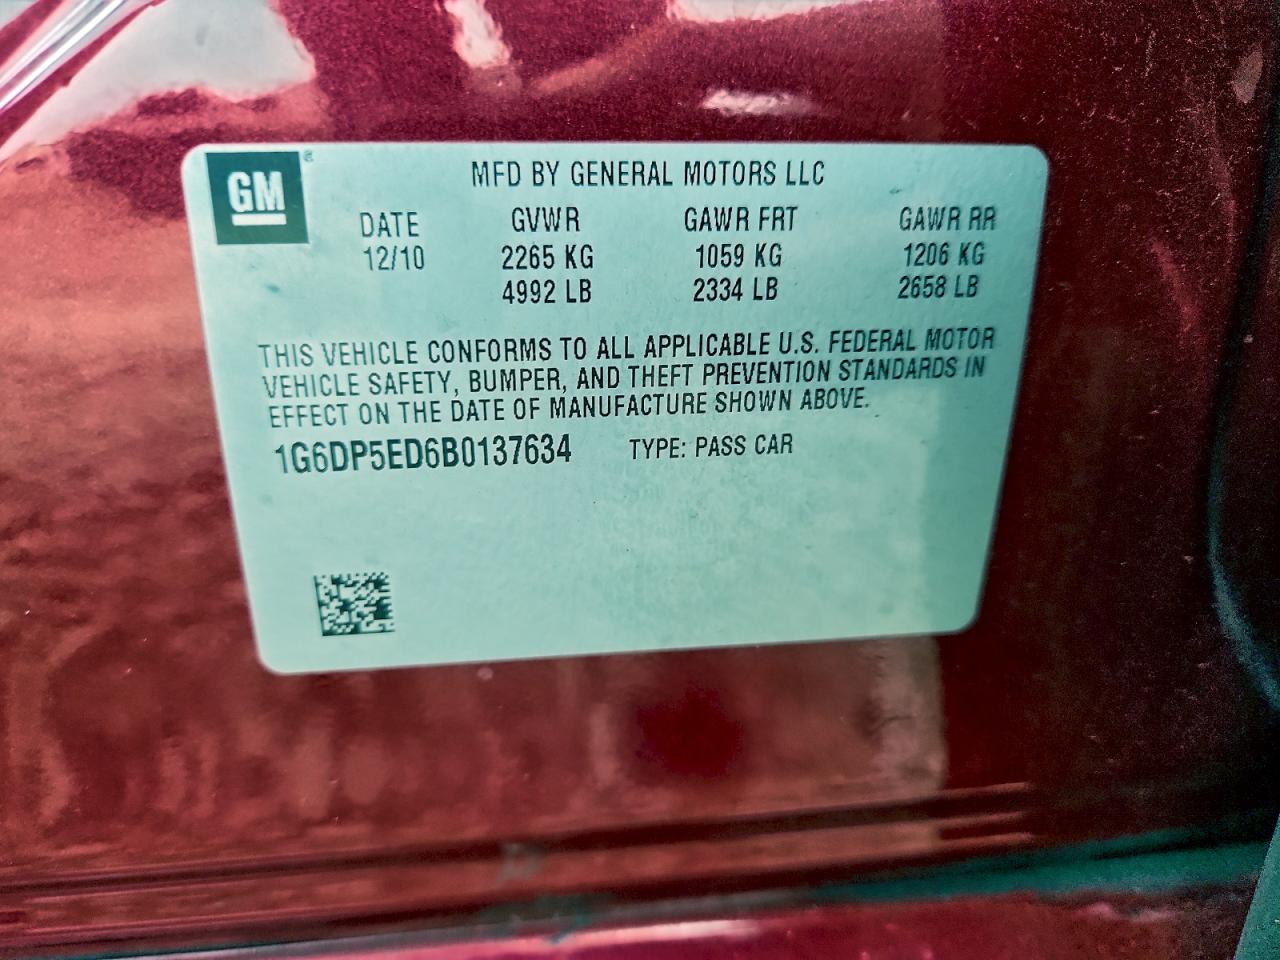 GM
MFD BY GENERAL MOTORS LLC
DATE GVWR GAWR FRT GAWR RR
12/10 2265 KG 1059 KG 1206 KG
4992 LB 2334 LB 2658 LB
THIS VEHICLE CONFORMS TO ALL APPLICABLE U.S. FEDERAL MOTOR
VEHICLE SAFETY, BUMPER, AND THEFT PREVENTION STANDARDS IN
EFFECT ON THE DATE OF MANUFACTURE SHOWN ABOVE.
1G6DP5ED6B0137634 TYPE: PASS CAR